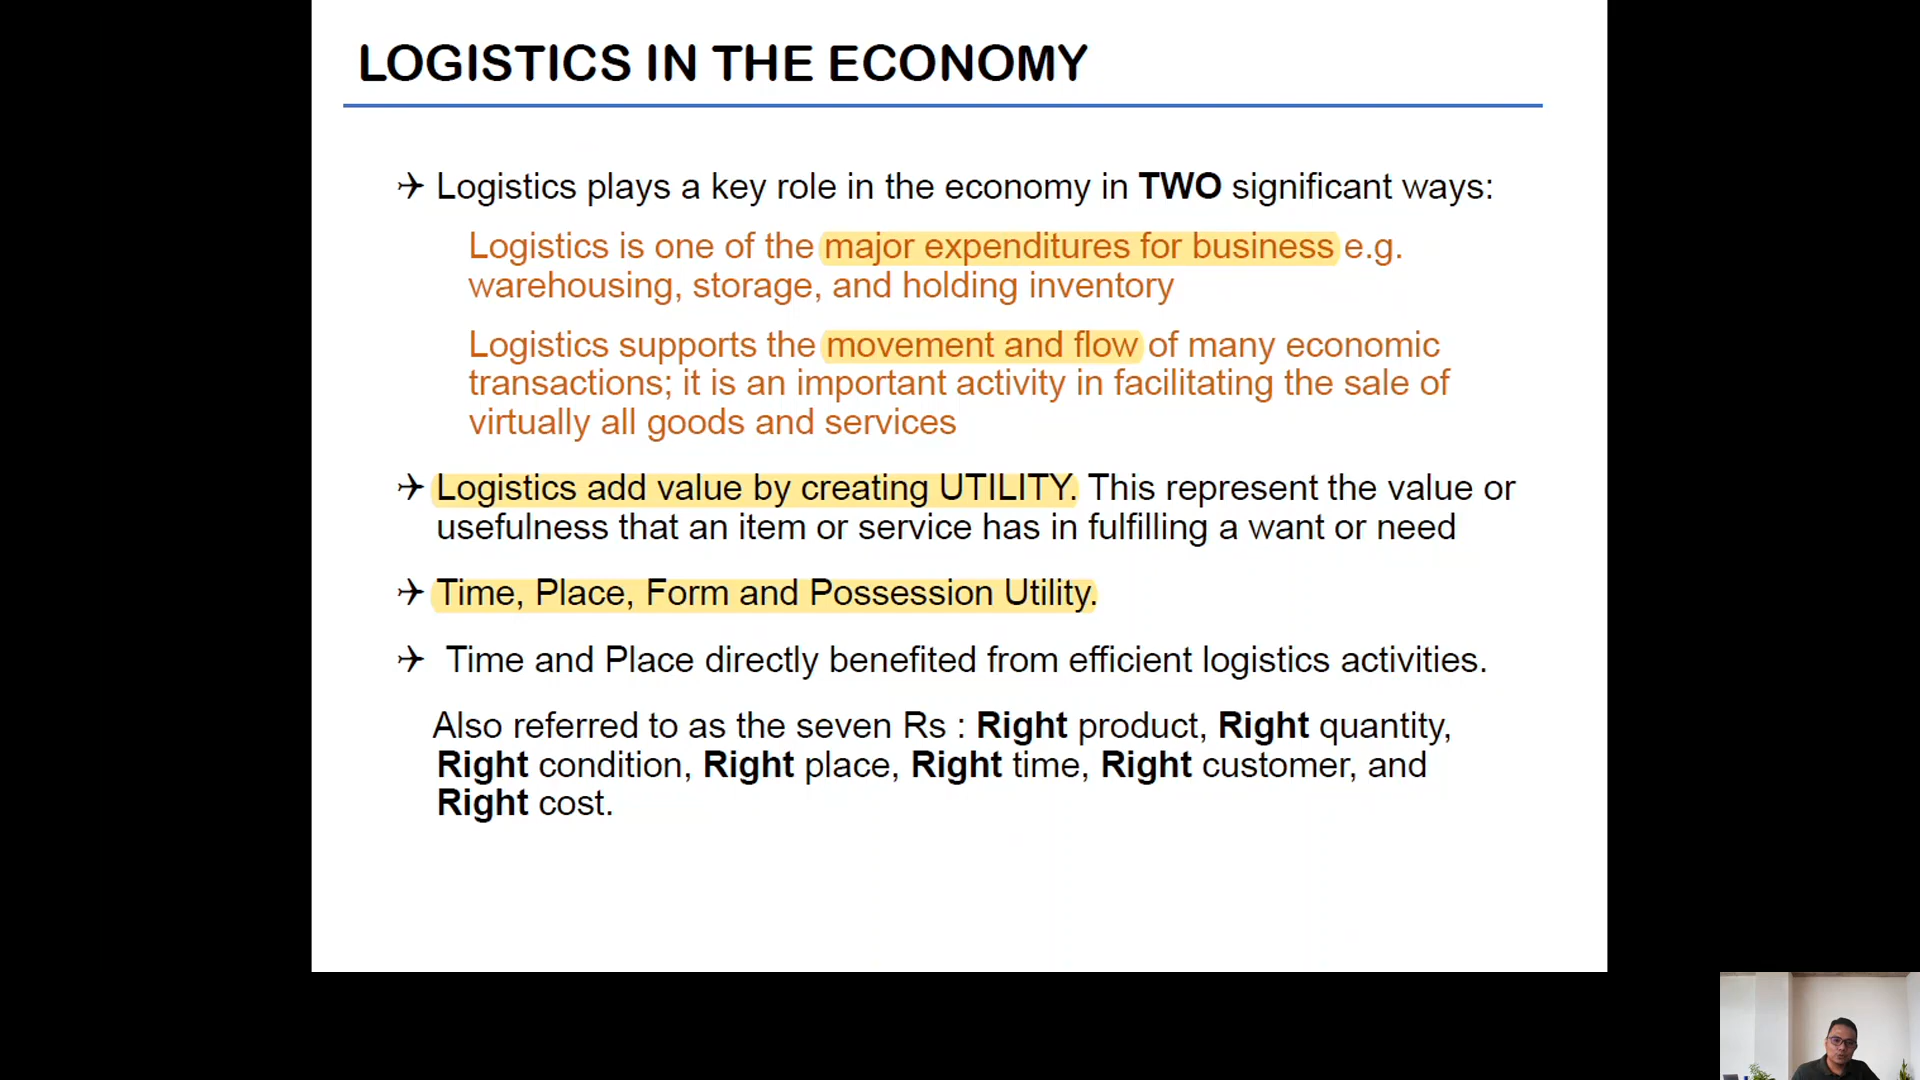 LOGISTICS IN THE ECONOMY
✈ Logistics plays a key role in the economy in TWO significant ways:
Logistics is one of the major expenditures for business e.g.
warehousing, storage, and holding inventory
Logistics supports the movement and flow of many economic
transactions; it is an important activity in facilitating the sale of
virtually all goods and services
✈ Logistics add value by creating UTILITY. This represent the value or
usefulness that an item or service has in fulfilling a want or need
✈ Time, Place, Form and Possession Utility.
✈ Time and Place directly benefited from efficient logistics activities.
Also referred to as the seven Rs : Right product, Right quantity,
Right condition, Right place, Right time, Right customer, and
Right cost.